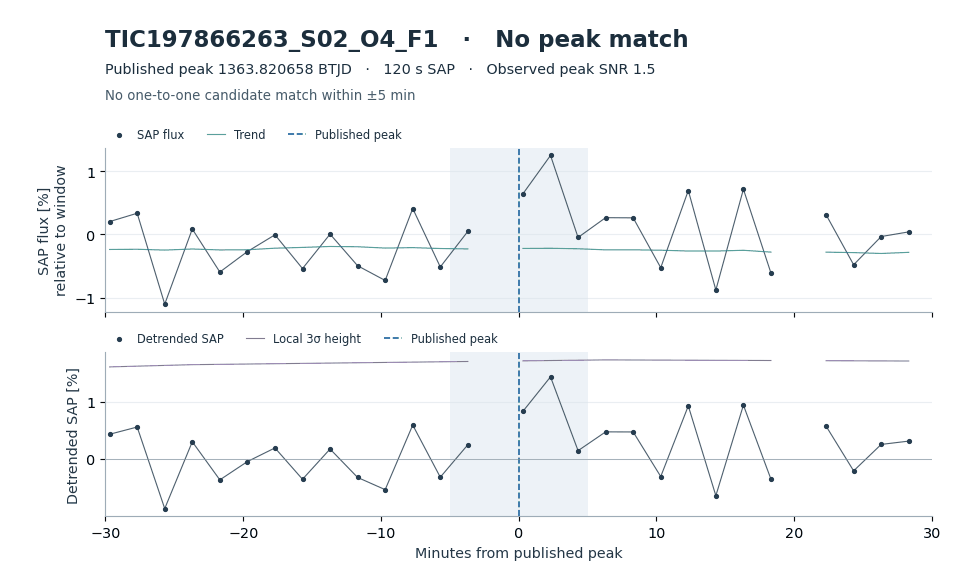 TIC197866263_S02_O4_F1 · No peak match
Published peak 1363.820658 BTJD · 120 s SAP · Observed peak SNR 1.5
No one-to-one candidate match within ±5 min
SAP flux Trend Published peak
SAP flux [%]
relative to window
1
0
−1
Detrended SAP Local 3σ height Published peak
Detrended SAP [%]
1
0
−30 −20 −10 0 10 20 30
Minutes from published peak